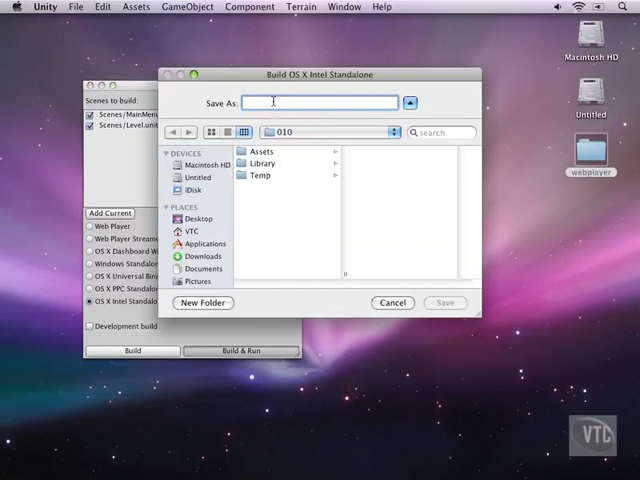 Unity File Edit Assets GameObject Component Terrain Window Help
Build OS X Intel Standalone
Macintosh HD
Scenes to build:
Save As:
Scenes/MainMenu
Scenes/Level.unit
Untitled
010
search
DEVICES
Macintosh HD
Untitled
iDisk
Assets
Library
Temp
webplayer
PLACES
Desktop
VTC
Applications
Downloads
Documents
Pictures
Add Current
Web Player
Web Player Streame
OS X Dashboard Wi
Windows Standalon
OS X Universal Bina
OS X PPC Standalon
OS X Intel Standalo
New Folder
Cancel
Save
Development build
Build
Build & Run
VTC